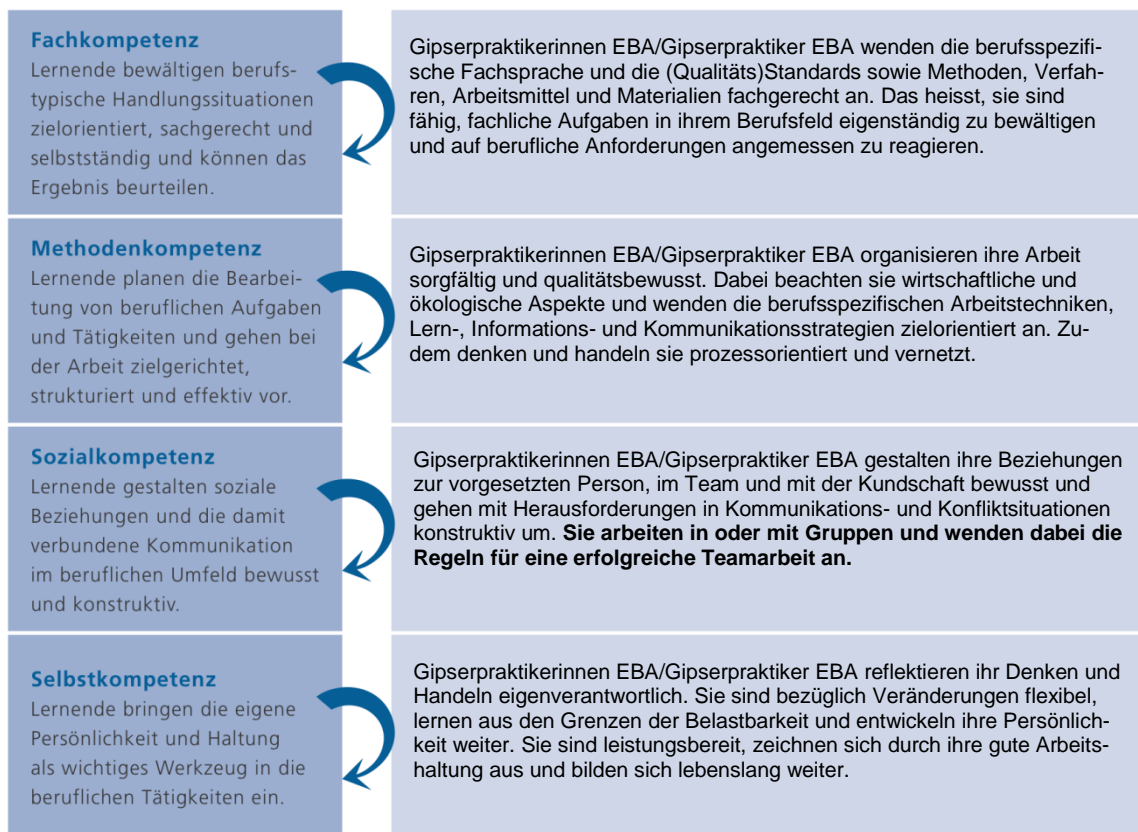 Fachkompetenz
Lernende bewältigen berufs-
typische Handlungssituationen
zielorientiert, sachgerecht und
selbstständig und können das
Ergebnis beurteilen.
Gipserpraktikerinnen EBA/Gipserpraktiker EBA wenden die berufsspezifi-
sche Fachsprache und die (Qualitäts)Standards sowie Methoden, Verfah-
ren, Arbeitsmittel und Materialien fachgerecht an. Das heisst, sie sind
fähig, fachliche Aufgaben in ihrem Berufsfeld eigenständig zu bewältigen
und auf berufliche Anforderungen angemessen zu reagieren.
Methodenkompetenz
Lernende planen die Bearbei-
tung von beruflichen Aufgaben
und Tätigkeiten und gehen bei
der Arbeit zielgerichtet,
strukturiert und effektiv vor.
Gipserpraktikerinnen EBA/Gipserpraktiker EBA organisieren ihre Arbeit
sorgfältig und qualitätsbewusst. Dabei beachten sie wirtschaftliche und
ökologische Aspekte und wenden die berufsspezifischen Arbeitstechniken,
Lern-, Informations- und Kommunikationsstrategien zielorientiert an. Zu-
dem denken und handeln sie prozessorientiert und vernetzt.
Sozialkompetenz
Lernende gestalten soziale
Beziehungen und die damit
verbundene Kommunikation
im beruflichen Umfeld bewusst
und konstruktiv.
Gipserpraktikerinnen EBA/Gipserpraktiker EBA gestalten ihre Beziehungen
zur vorgesetzten Person, im Team und mit der Kundschaft bewusst und
gehen mit Herausforderungen in Kommunikations- und Konfliktsituationen
konstruktiv um. Sie arbeiten in oder mit Gruppen und wenden dabei die
Regeln für eine erfolgreiche Teamarbeit an.
Selbstkompetenz
Lernende bringen die eigene
Persönlichkeit und Haltung
als wichtiges Werkzeug in die
beruflichen Tätigkeiten ein.
Gipserpraktikerinnen EBA/Gipserpraktiker EBA reflektieren ihr Denken und
Handeln eigenverantwortlich. Sie sind bezüglich Veränderungen flexibel,
lernen aus den Grenzen der Belastbarkeit und entwickeln ihre Persönlich-
keit weiter. Sie sind leistungsbereit, zeichnen sich durch ihre gute Arbeits-
haltung aus und bilden sich lebenslang weiter.